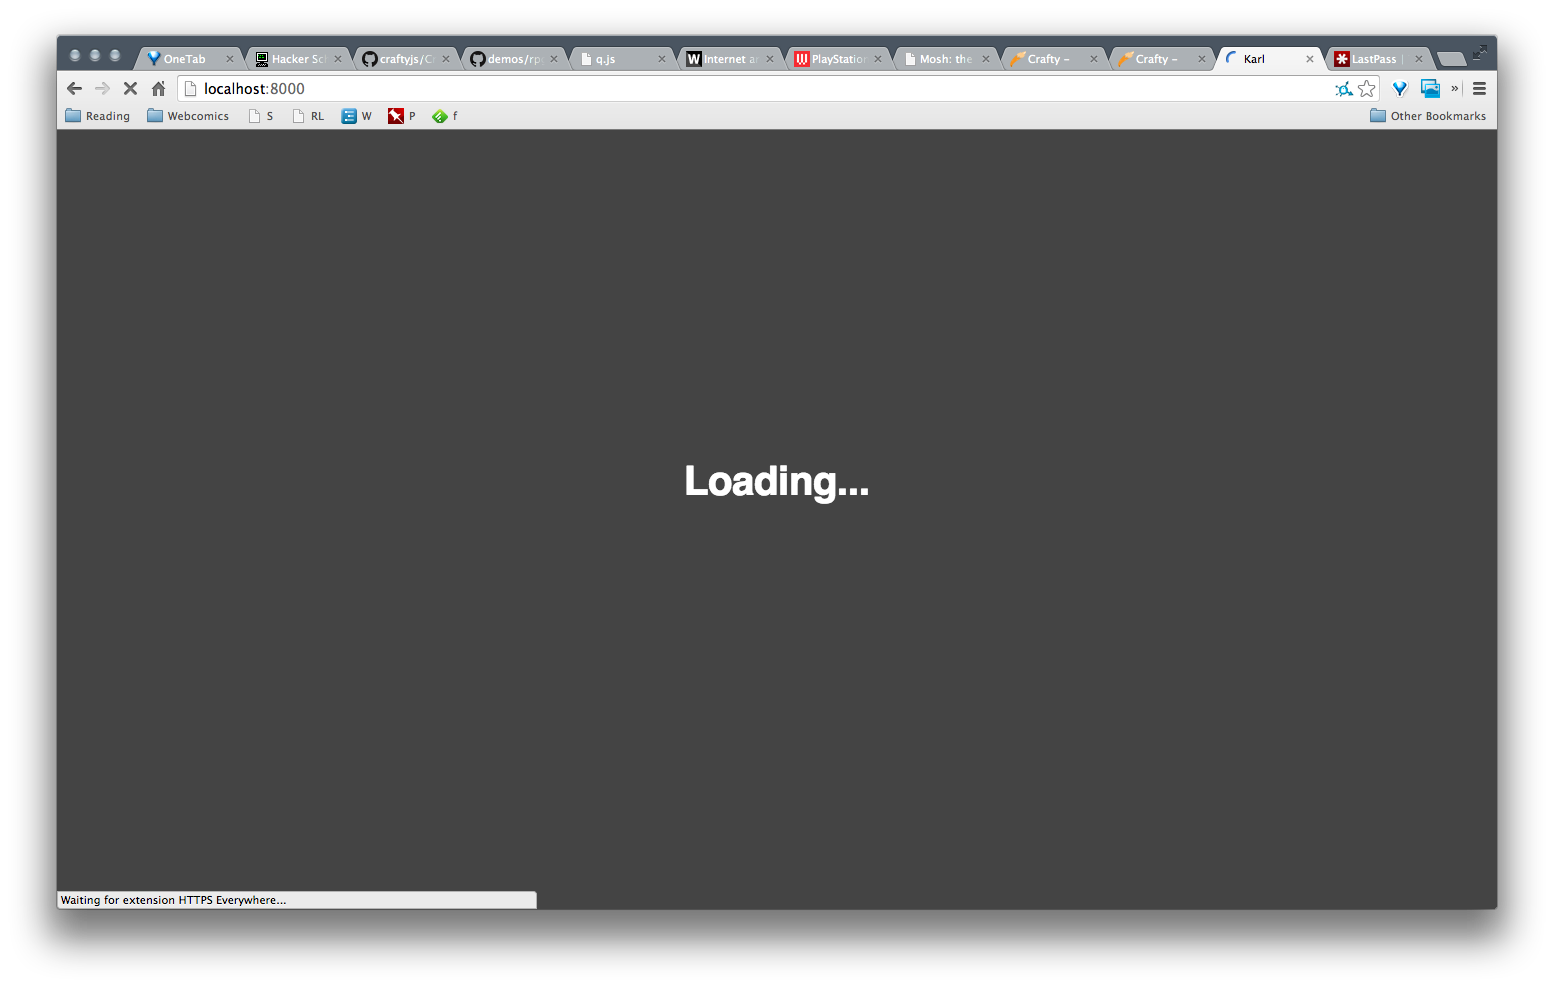 OneTab
Hacker Sc
craftyjs/C
demos/rp
q.js
Internet a
PlayStation
Mosh: the
Crafty –
Crafty –
Karl
LastPass |
localhost:8000
»
Reading
Webcomics
S
RL
W
P
f
Other Bookmarks
Loading...
Waiting for extension HTTPS Everywhere...